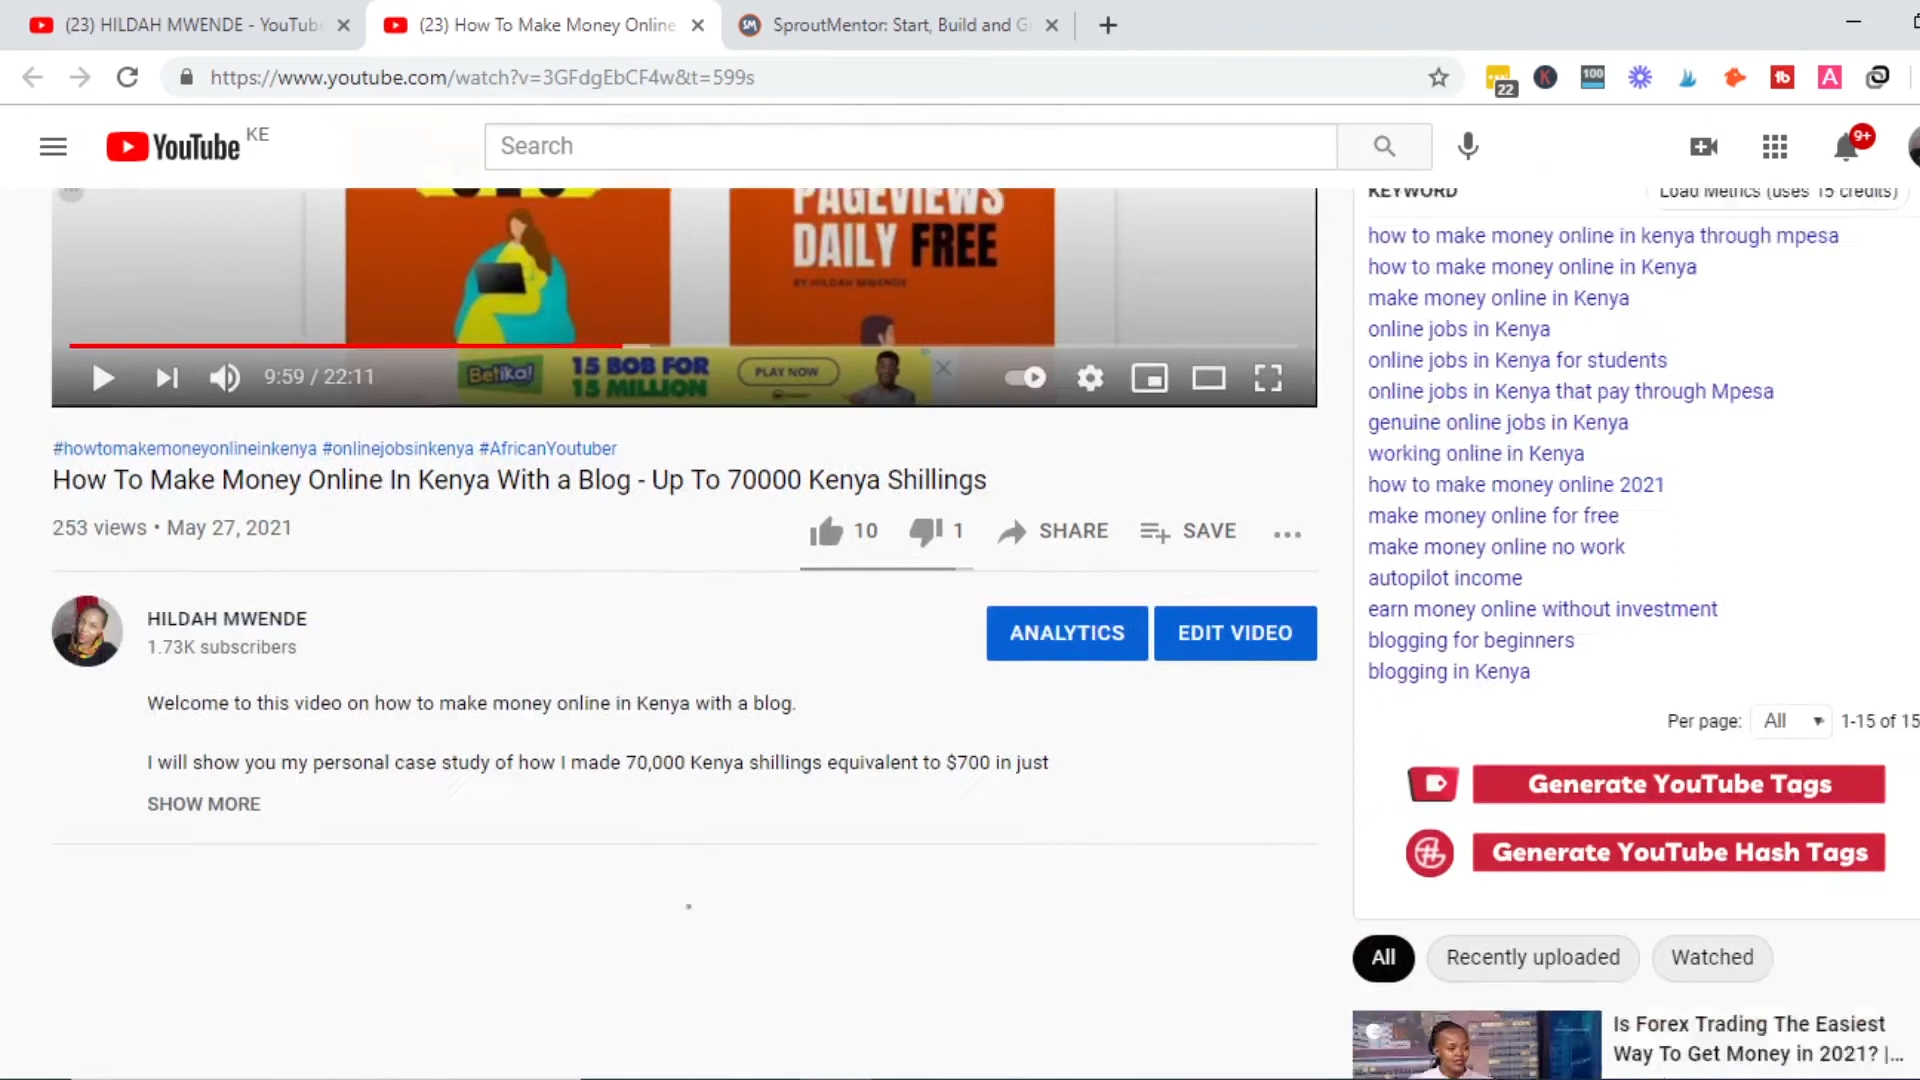 (23) HILDAH MWENDE - YouTube
(23) How To Make Money Online
SproutMentor: Start, Build and G
https://www.youtube.com/watch?v=3GFdgEbCF4w&t=599s
22
K
100
tb
A
YouTube KE
Search
9+
PAGEVIEWS
DAILY FREE
BY HILDAH MWENDE
9:59 / 22:11
Betika!
15 BOB FOR
15 MILLION
PLAY NOW
#howtomakemoneyonlineinkenya #onlinejobsinkenya #AfricanYoutuber
How To Make Money Online In Kenya With a Blog - Up To 70000 Kenya Shillings
253 views • May 27, 2021
10
1
SHARE
SAVE
HILDAH MWENDE
1.73K subscribers
ANALYTICS
EDIT VIDEO
Welcome to this video on how to make money online in Kenya with a blog.
I will show you my personal case study of how I made 70,000 Kenya shillings equivalent to $700 in just
SHOW MORE
KEYWORD
Load Metrics (uses 15 credits)
how to make money online in kenya through mpesa
how to make money online in Kenya
make money online in Kenya
online jobs in Kenya
online jobs in Kenya for students
online jobs in Kenya that pay through Mpesa
genuine online jobs in Kenya
working online in Kenya
how to make money online 2021
make money online for free
make money online no work
autopilot income
earn money online without investment
blogging for beginners
blogging in Kenya
Per page: All 1-15 of 15
Generate YouTube Tags
Generate YouTube Hash Tags
All
Recently uploaded
Watched
Is Forex Trading The Easiest
Way To Get Money in 2021? |...